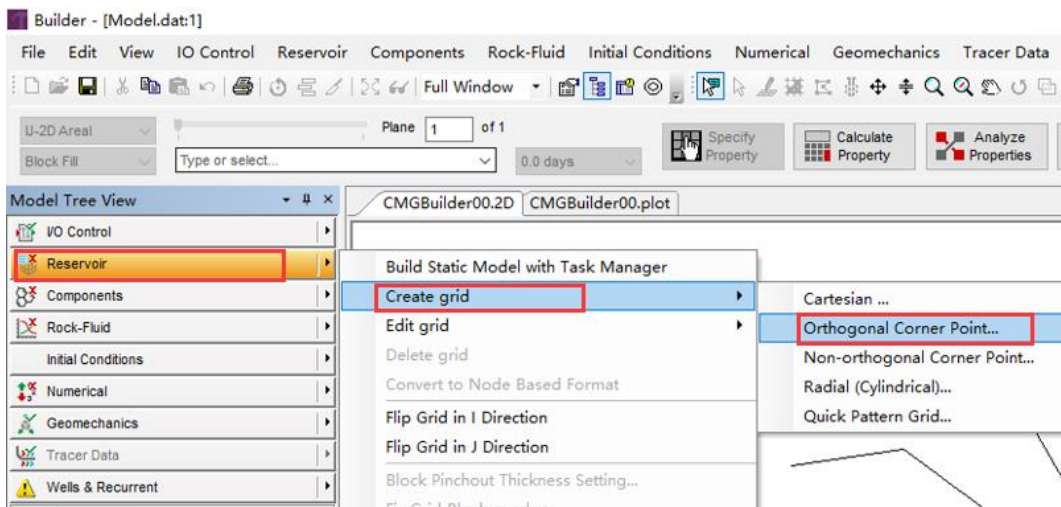 Builder - [Model.dat:1]
File Edit View IO Control Reservoir Components Rock-Fluid Initial Conditions Numerical Geomechanics Tracer Data
Full Window
U-2D Areal
Plane 1 of 1
Specify Property
Calculate Property
Analyze Properties
Block Fill
Type or select...
0.0 days
Model Tree View
CMGBuilder00.2D CMGBuilder00.plot
I/O Control
Reservoir
Components
Rock-Fluid
Initial Conditions
Numerical
Geomechanics
Tracer Data
Wells & Recurrent
Build Static Model with Task Manager
Create grid
Edit grid
Delete grid
Convert to Node Based Format
Flip Grid in I Direction
Flip Grid in J Direction
Block Pinchout Thickness Setting...
Cartesian ...
Orthogonal Corner Point...
Non-orthogonal Corner Point...
Radial (Cylindrical)...
Quick Pattern Grid...